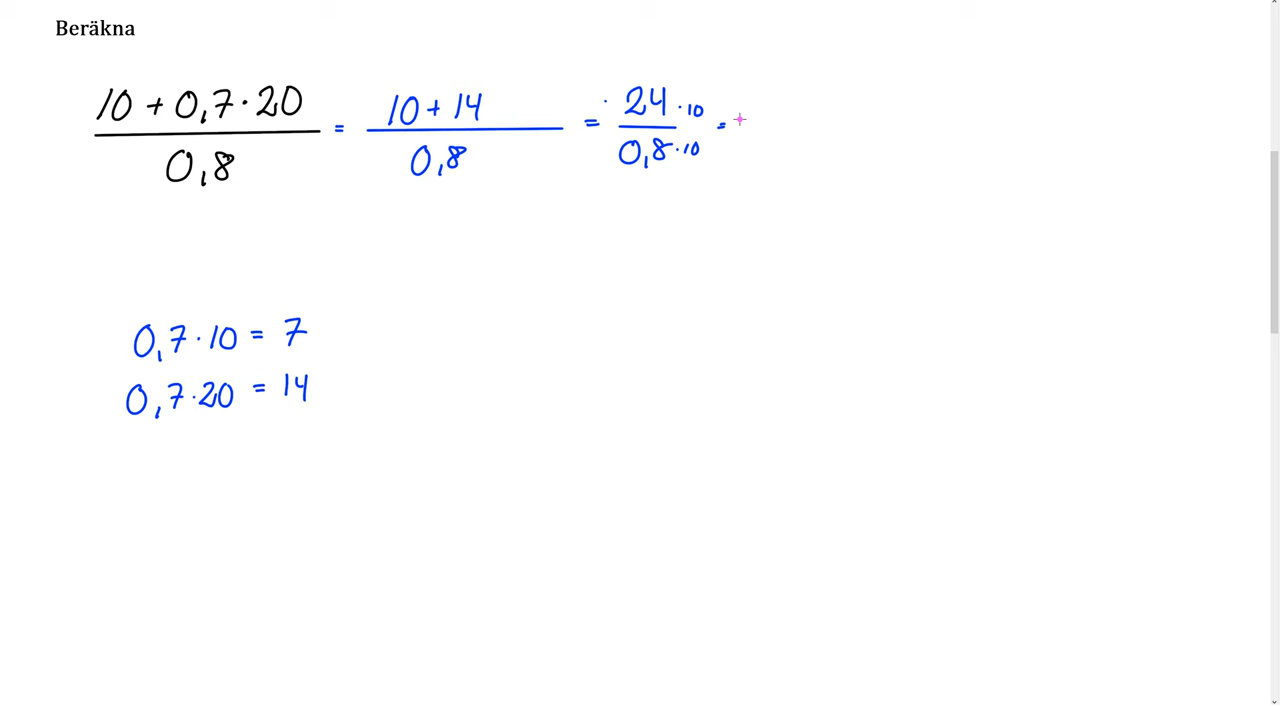 Beräkna
10 + 0,7 · 20 / 0,8 = 10 + 14 / 0,8 = 24 · 10 / 0,8 · 10 =
0,7 · 10 = 7
0,7 · 20 = 14